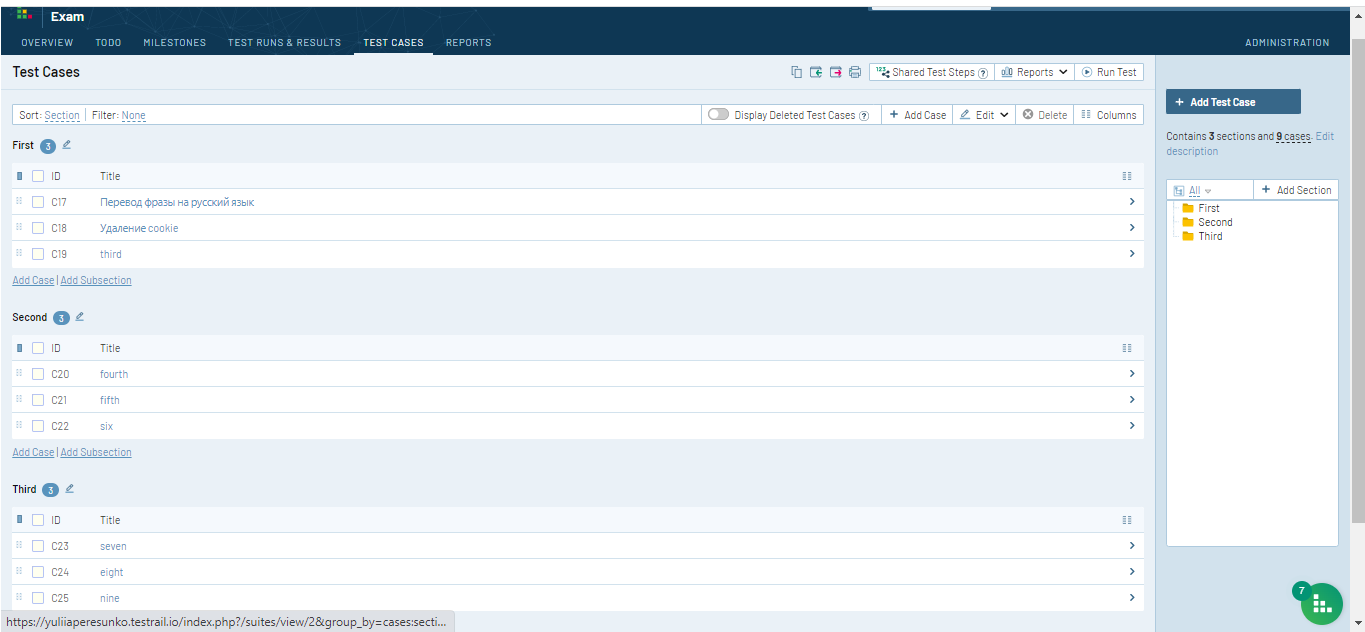 Exam
OVERVIEW TODO MILESTONES TEST RUNS & RESULTS TEST CASES REPORTS ADMINISTRATION
Test Cases
Shared Test Steps ? Reports Run Test
Sort: Section Filter: None
Display Deleted Test Cases ? + Add Case Edit Delete Columns
First 3
ID Title
C17 Перевод фразы на русский язык
C18 Удаление cookie
C19 third
Add Case | Add Subsection
Second 3
ID Title
C20 fourth
C21 fifth
C22 six
Add Case | Add Subsection
Third 3
ID Title
C23 seven
C24 eight
C25 nine
+ Add Test Case
Contains 3 sections and 9 cases. Edit
description
All + Add Section
First
Second
Third
7
https://yuliiaperesunko.testrail.io/index.php?/suites/view/2&group_by=cases:secti...